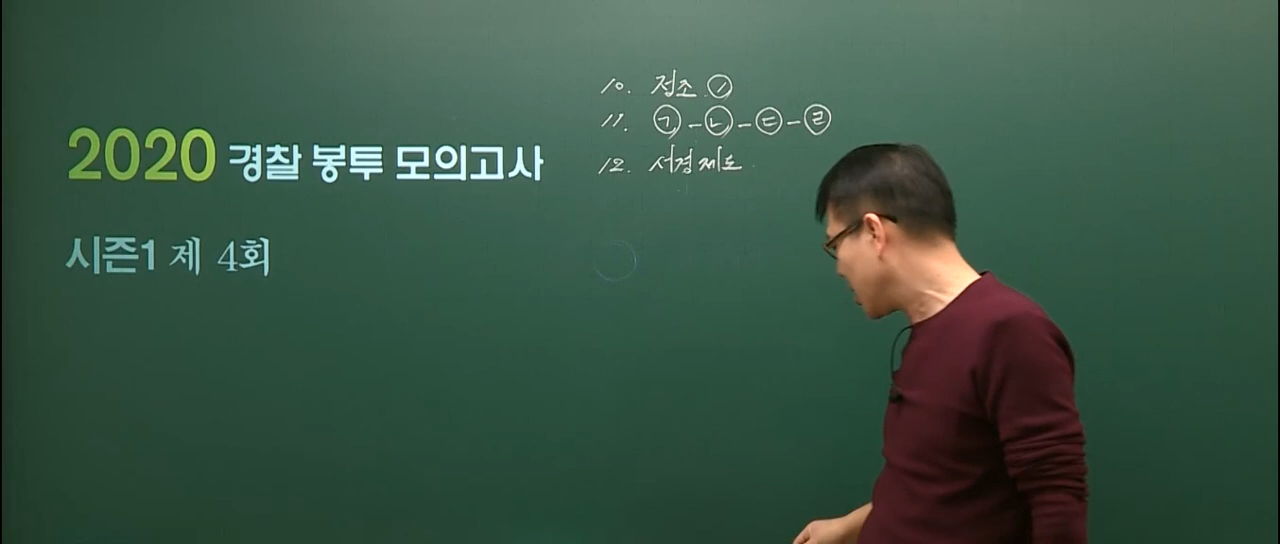 2020 경찰 봉투 모의고사
시즌1 제 4회
10. 정조 ①
11. ㉠-㉡-㉢-㉣
12. 서경제도